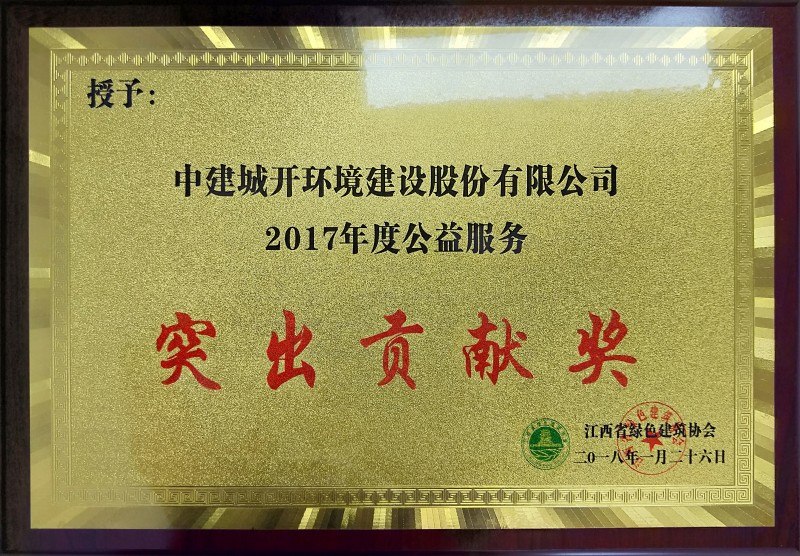 授予：
中建城开环境建设股份有限公司
2017年度公益服务
突出贡献奖
江西省绿色建筑协会
二〇一八年一月二十六日